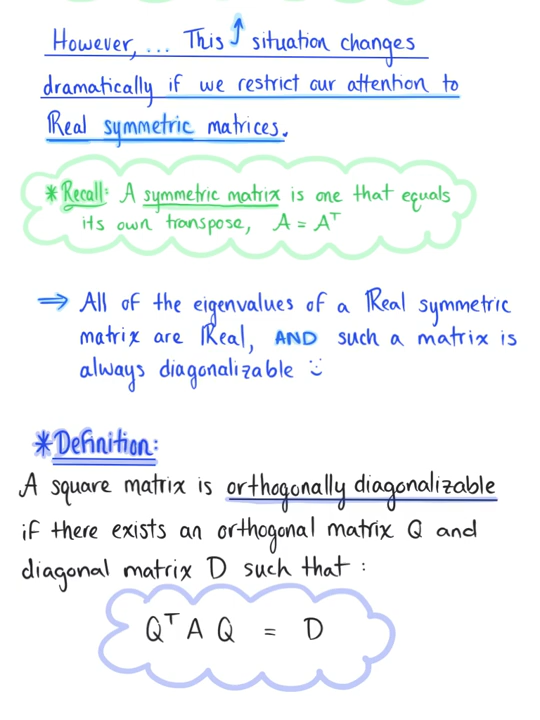 However, ... This ↑ situation changes
dramatically if we restrict our attention to
ℝeal symmetric matrices.
*Recall: A symmetric matrix is one that equals
its own transpose, A = Aᵀ
⟹ All of the eigenvalues of a ℝeal symmetric
matrix are ℝeal, AND such a matrix is
always diagonalizable :)
*Definition:
A square matrix is orthogonally diagonalizable
if there exists an orthogonal matrix Q and
diagonal matrix D such that :
Qᵀ A Q = D